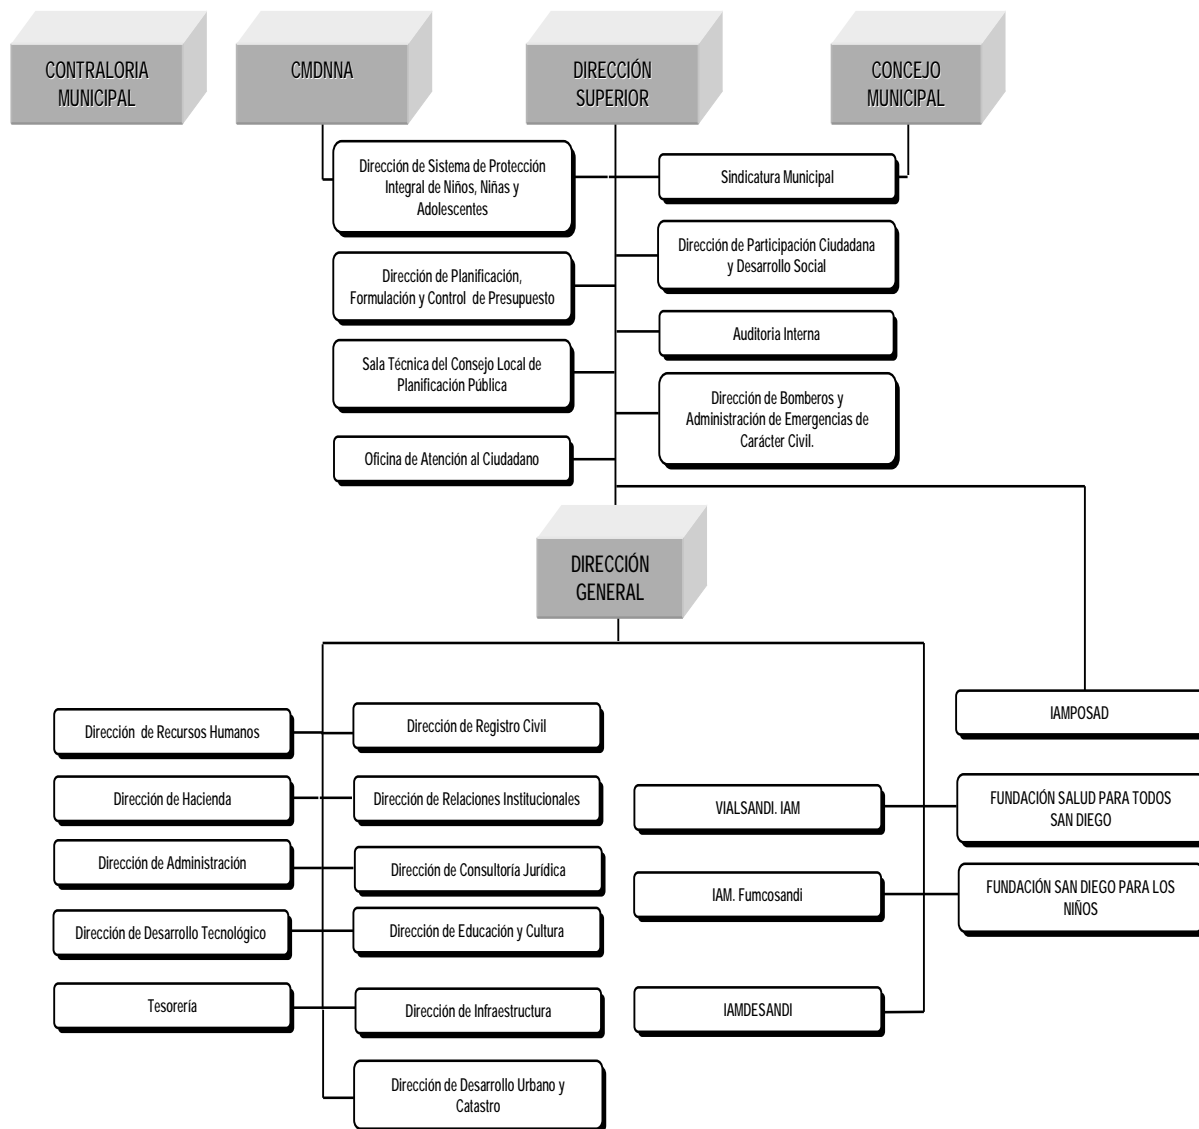 CONTRALORIA
MUNICIPAL
CMDNNA
DIRECCIÓN
SUPERIOR
CONCEJO
MUNICIPAL
Dirección de Sistema de Protección
Integral de Niños, Niñas y
Adolescentes
Sindicatura Municipal
Dirección de Participación Ciudadana
y Desarrollo Social
Dirección de Planificación,
Formulación y Control de Presupuesto
Auditoria Interna
Sala Técnica del Consejo Local de
Planificación Pública
Dirección de Bomberos y
Administración de Emergencias de
Carácter Civil.
Oficina de Atención al Ciudadano
DIRECCIÓN
GENERAL
IAMPOSAD
Dirección de Recursos Humanos
Dirección de Registro Civil
Dirección de Hacienda
Dirección de Relaciones Institucionales
VIALSANDI. IAM
FUNDACIÓN SALUD PARA TODOS
SAN DIEGO
Dirección de Administración
Dirección de Consultoría Jurídica
IAM. Fumcosandi
FUNDACIÓN SAN DIEGO PARA LOS
NIÑOS
Dirección de Desarrollo Tecnológico
Dirección de Educación y Cultura
Tesorería
Dirección de Infraestructura
IAMDESANDI
Dirección de Desarrollo Urbano y
Catastro